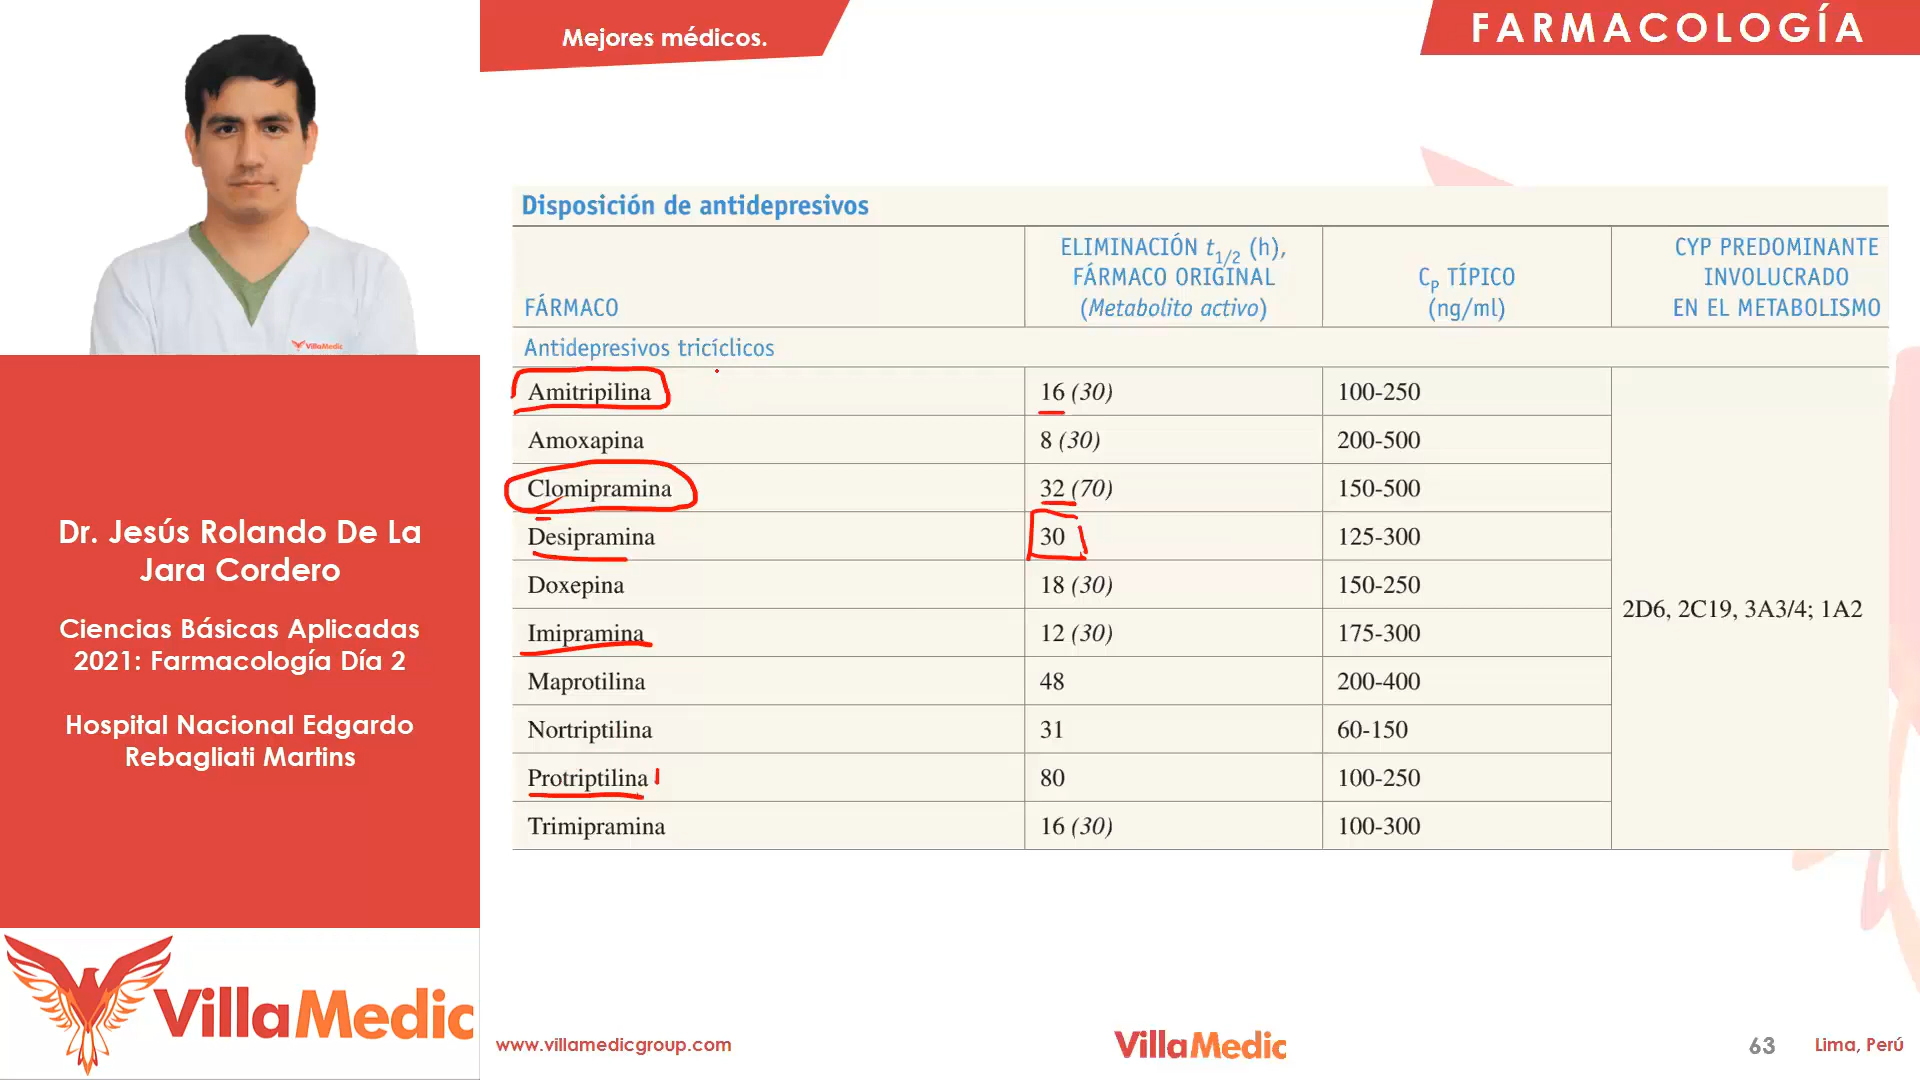 Mejores médicos.
FARMACOLOGÍA
VillaMedic
Dr. Jesús Rolando De La
Jara Cordero
Ciencias Básicas Aplicadas
2021: Farmacología Día 2
Hospital Nacional Edgardo
Rebagliati Martins
VillaMedic
Disposición de antidepresivos
FÁRMACO
ELIMINACIÓN t1/2 (h),
FÁRMACO ORIGINAL
(Metabolito activo)
CP TÍPICO
(ng/ml)
CYP PREDOMINANTE
INVOLUCRADO
EN EL METABOLISMO
Antidepresivos tricíclicos
Amitripilina 16 (30) 100-250
Amoxapina 8 (30) 200-500
Clomipramina 32 (70) 150-500
Desipramina 30 125-300
Doxepina 18 (30) 150-250
2D6, 2C19, 3A3/4; 1A2
Imipramina 12 (30) 175-300
Maprotilina 48 200-400
Nortriptilina 31 60-150
Protriptilina 80 100-250
Trimipramina 16 (30) 100-300
www.villamedicgroup.com
VillaMedic
63
Lima, Perú